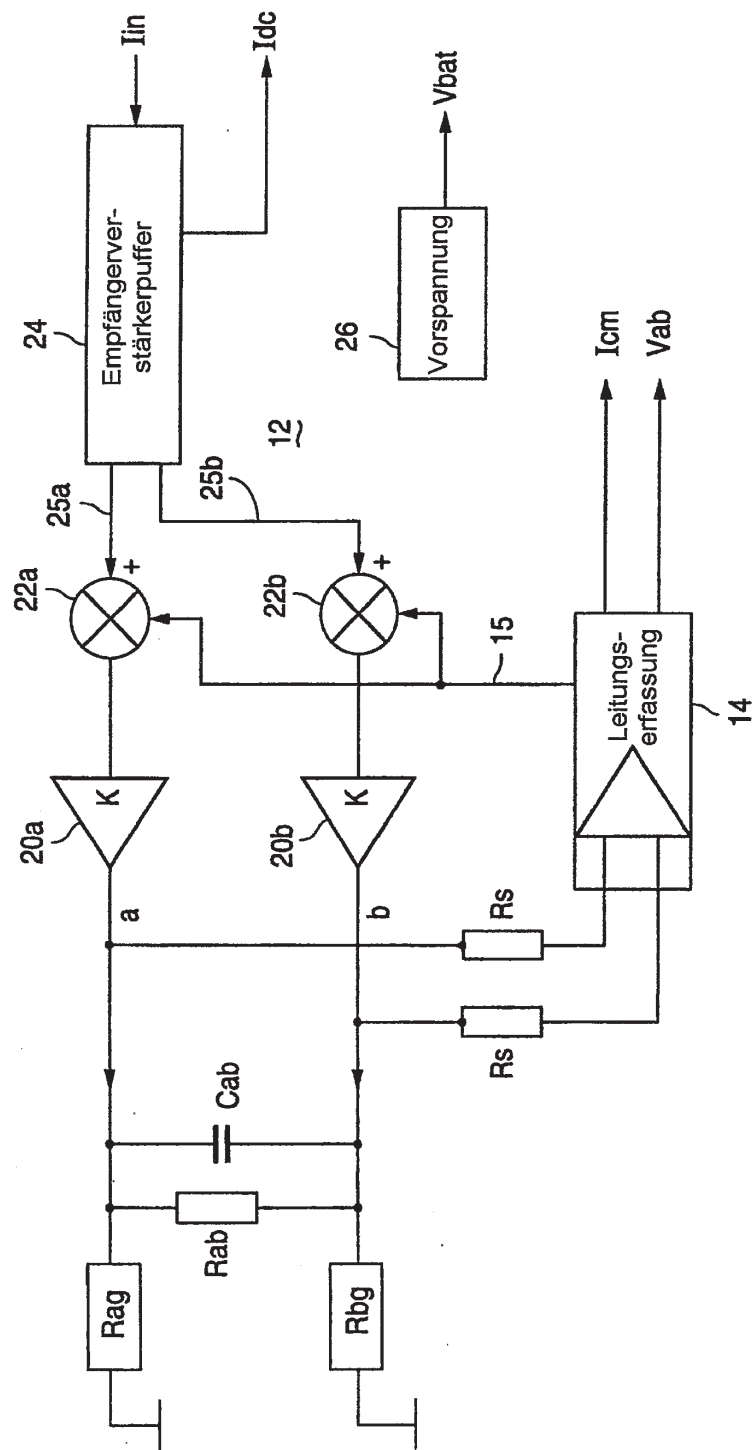 Iin
Idc
24
Empfängerver-
stärkerpuffer
25a
25b
12
22a
+
22b
+
26
Vorspannung
Vbat
Icm
Vab
15
Leitungs-
erfassung
14
20a
K
20b
K
a
b
Rs
Rs
Cab
Rab
Rag
Rbg